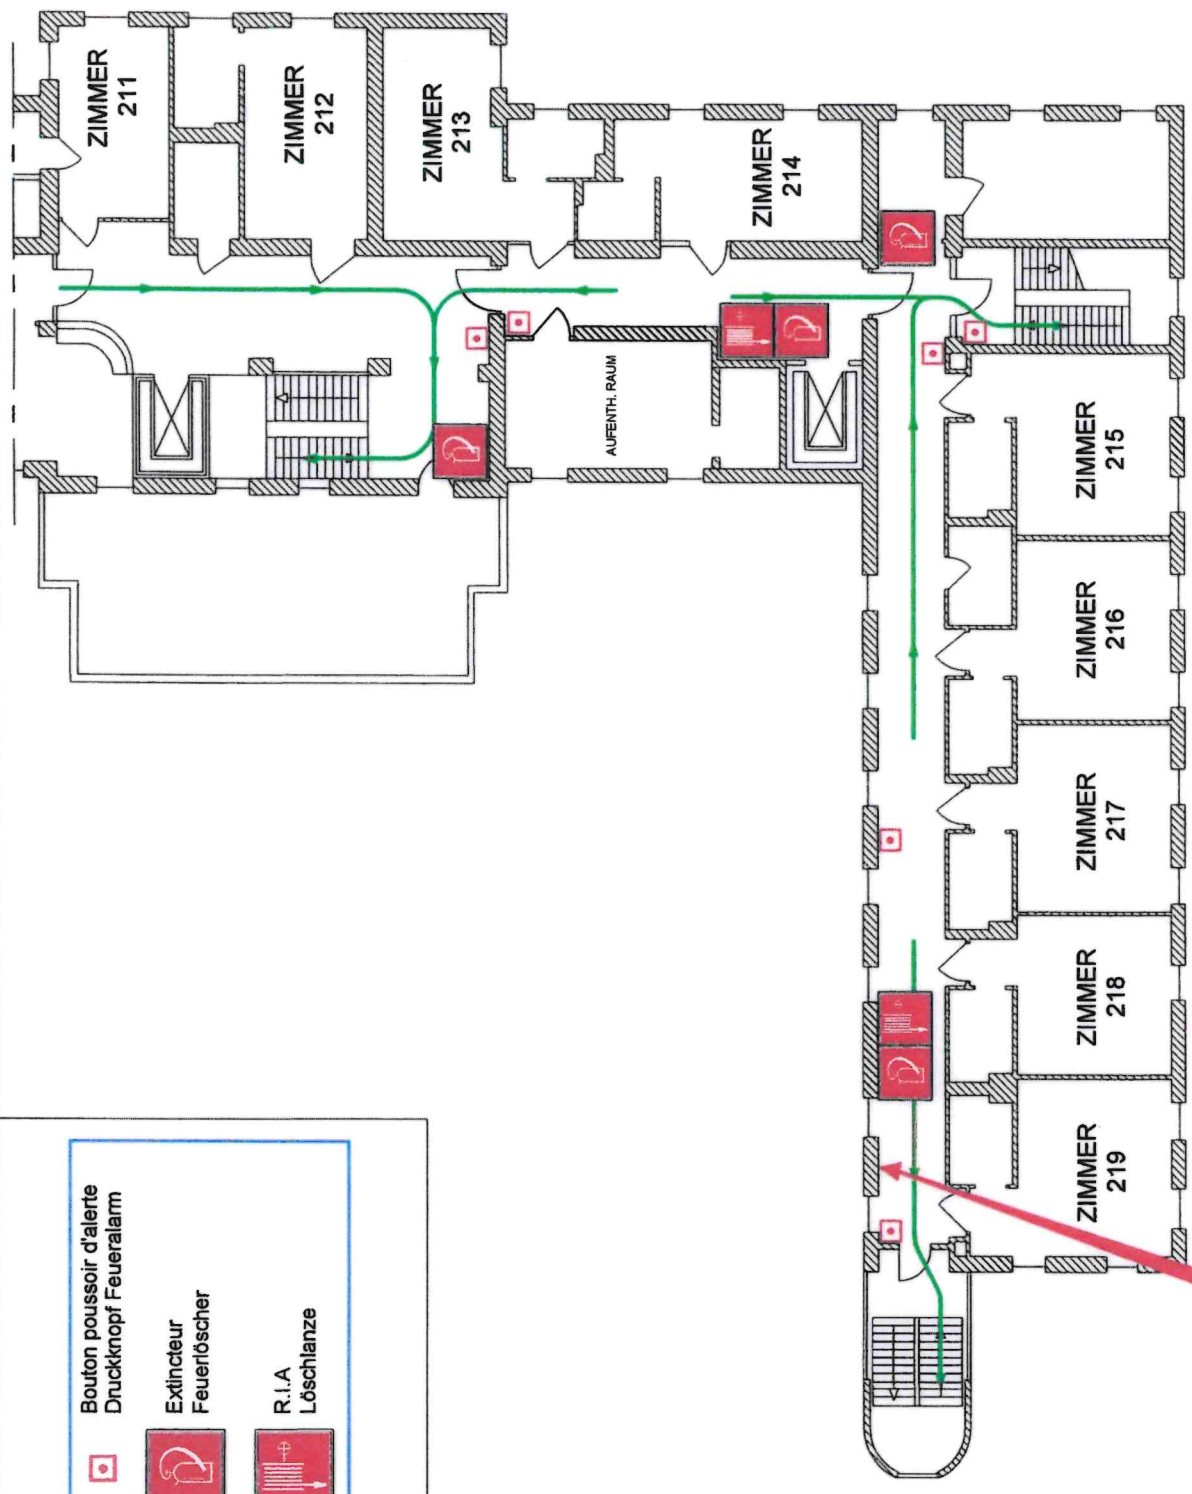 ZIMMER
211
ZIMMER
212
ZIMMER
213
ZIMMER
214
AUFENTH. RAUM
ZIMMER
215
ZIMMER
216
ZIMMER
217
ZIMMER
218
ZIMMER
219
Bouton poussoir d'alerte
Druckknopf Feueralarm
Extincteur
Feuerlöscher
R.I.A
Löschlanze